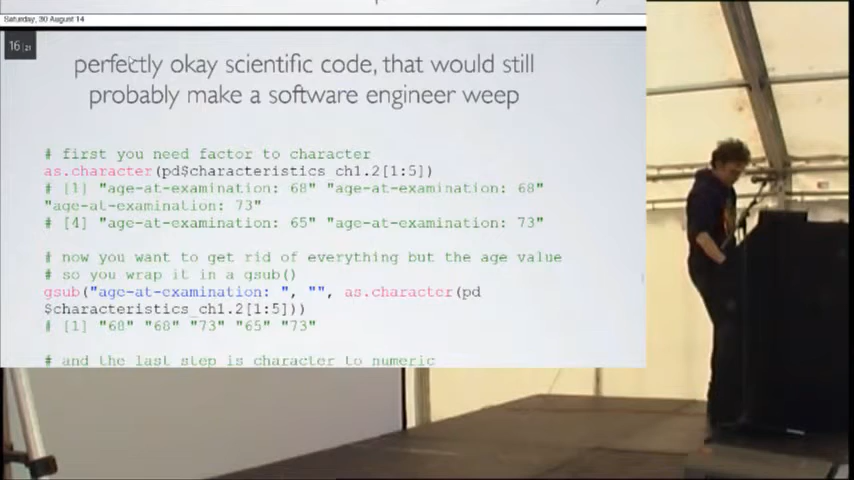 Saturday, 30 August 14
16|21
perfectly okay scientific code, that would still
probably make a software engineer weep
# first you need factor to character
as.character(pd$characteristics_ch1.2[1:5])
# [1] "age-at-examination: 68" "age-at-examination: 68"
"age-at-examination: 73"
# [4] "age-at-examination: 65" "age-at-examination: 73"
# now you want to get rid of everything but the age value
# so you wrap it in a gsub()
gsub("age-at-examination: ", "", as.character(pd
$characteristics_ch1.2[1:5]))
# [1] "68" "68" "73" "65" "73"
# and the last step is character to numeric